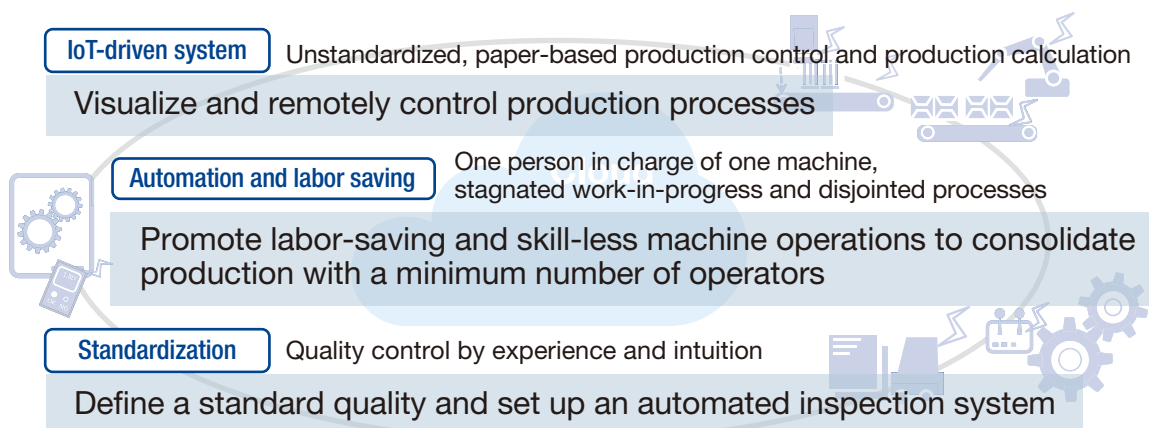 IoT-driven system
Unstandardized, paper-based production control and production calculation
Visualize and remotely control production processes
Cloud
Automation and labor saving
One person in charge of one machine,
stagnated work-in-progress and disjointed processes
Promote labor-saving and skill-less machine operations to consolidate
production with a minimum number of operators
Standardization
Quality control by experience and intuition
Define a standard quality and set up an automated inspection system